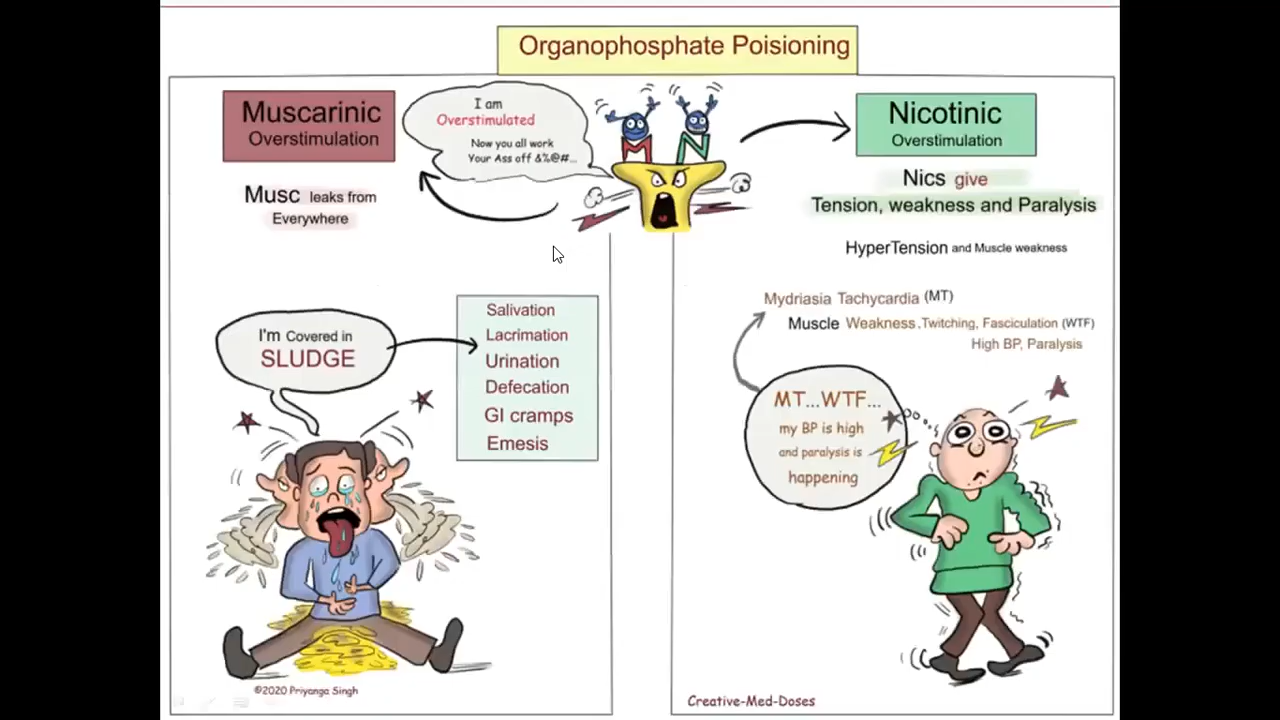 Organophosphate Poisioning
Muscarinic
Overstimulation
I am
Overstimulated
Now you all work
Your Ass off &%@#...
M N
Nicotinic
Overstimulation
Musc leaks from
Everywhere
Nics give
Tension, weakness and Paralysis
HyperTension and Muscle weakness
I'm Covered in
SLUDGE
Salivation
Lacrimation
Urination
Defecation
GI cramps
Emesis
Mydriasia Tachycardia (MT)
Muscle Weakness,Twitching, Fasciculation (WTF)
High BP, Paralysis
MT...WTF...
my BP is high
and paralysis is
happening
©2020 Priyanga Singh
Creative-Med-Doses